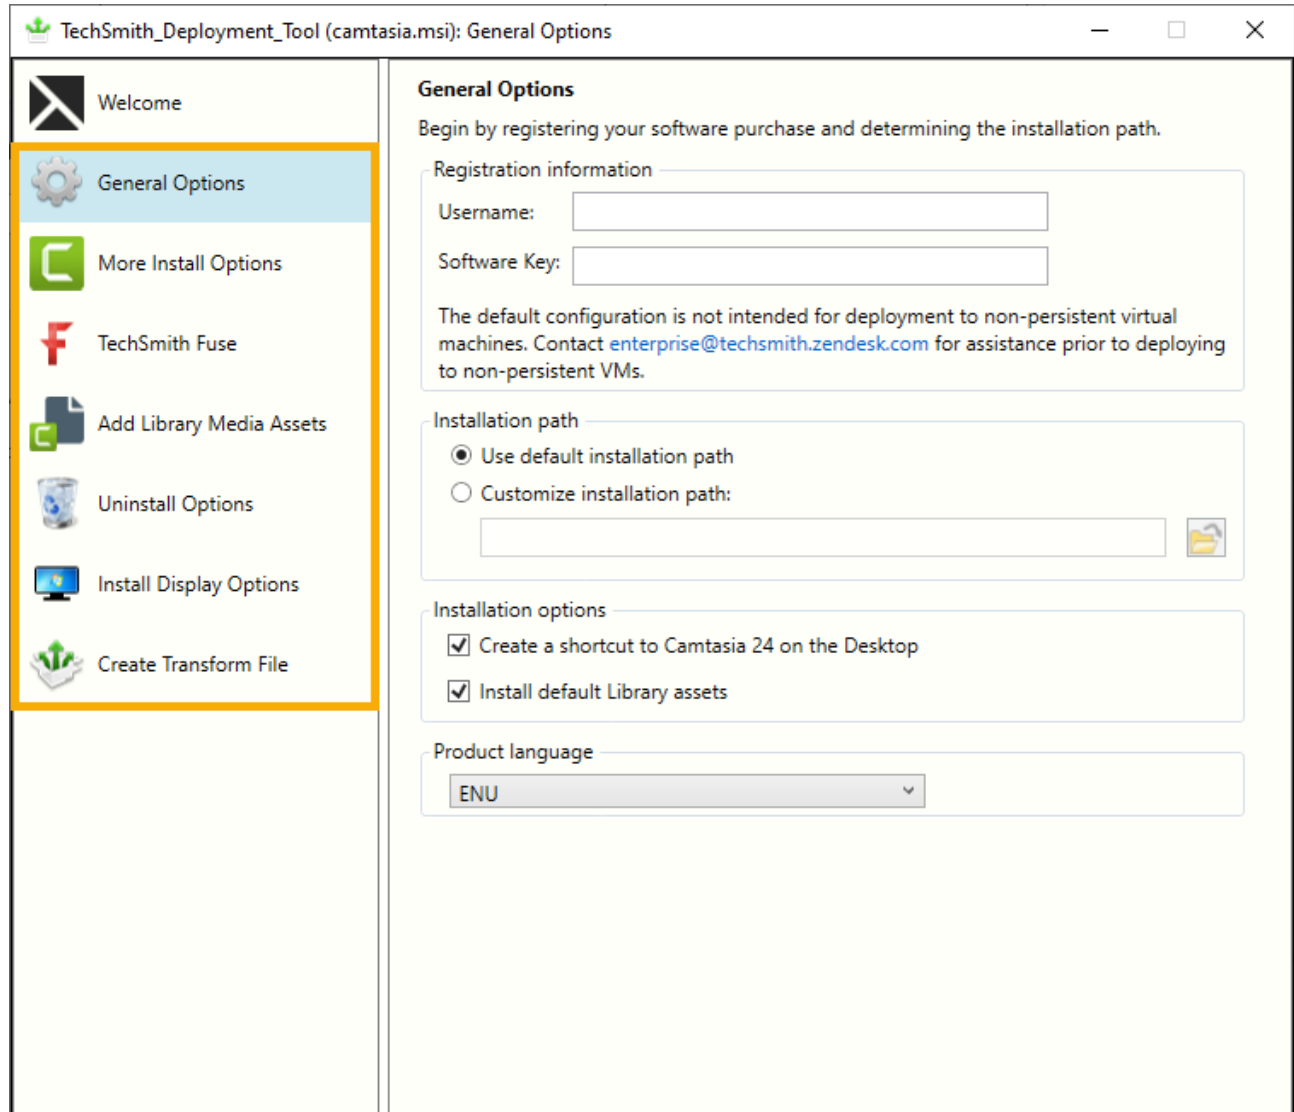 TechSmith_Deployment_Tool (camtasia.msi): General Options
Welcome
General Options
More Install Options
TechSmith Fuse
Add Library Media Assets
Uninstall Options
Install Display Options
Create Transform File
General Options
Begin by registering your software purchase and determining the installation path.
Registration information
Username:
Software Key:
The default configuration is not intended for deployment to non-persistent virtual
machines. Contact enterprise@techsmith.zendesk.com for assistance prior to deploying
to non-persistent VMs.
Installation path
Use default installation path
Customize installation path:
Installation options
Create a shortcut to Camtasia 24 on the Desktop
Install default Library assets
Product language
ENU